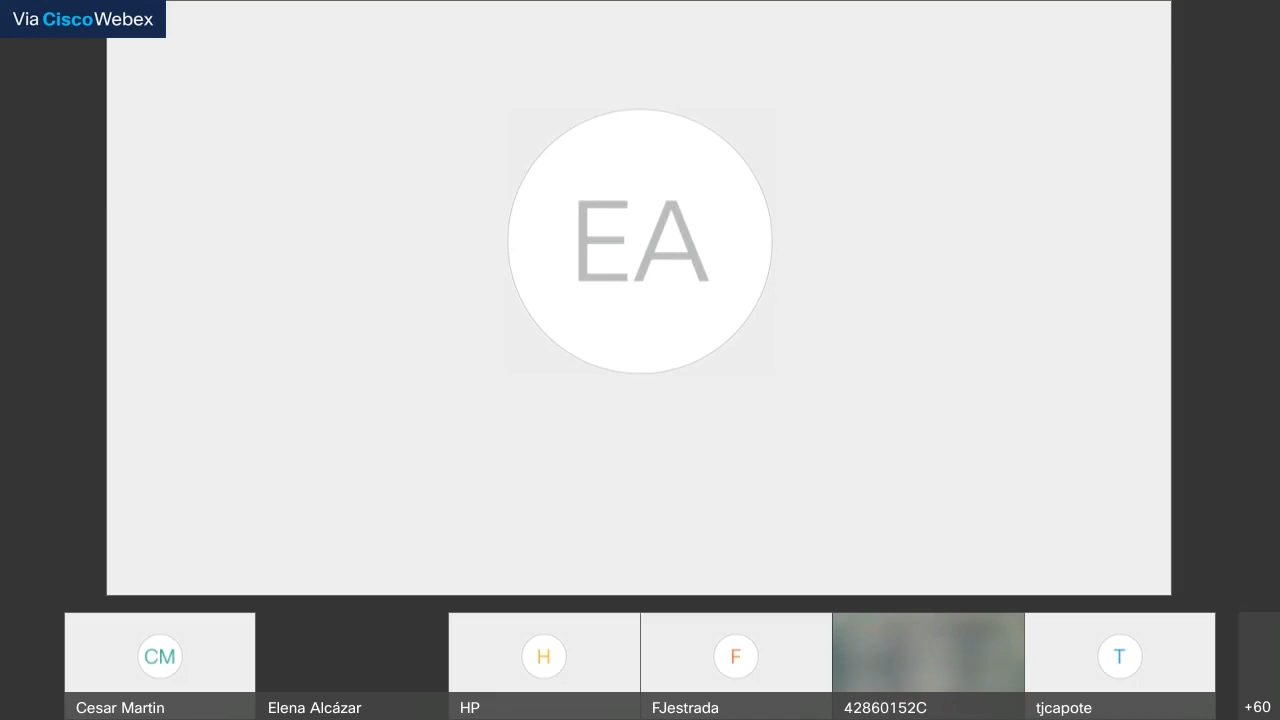 Via CiscoWebex
EA
CM
H
F
T
Cesar Martin
Elena Alcázar
HP
FJestrada
42860152C
tjcapote
+60